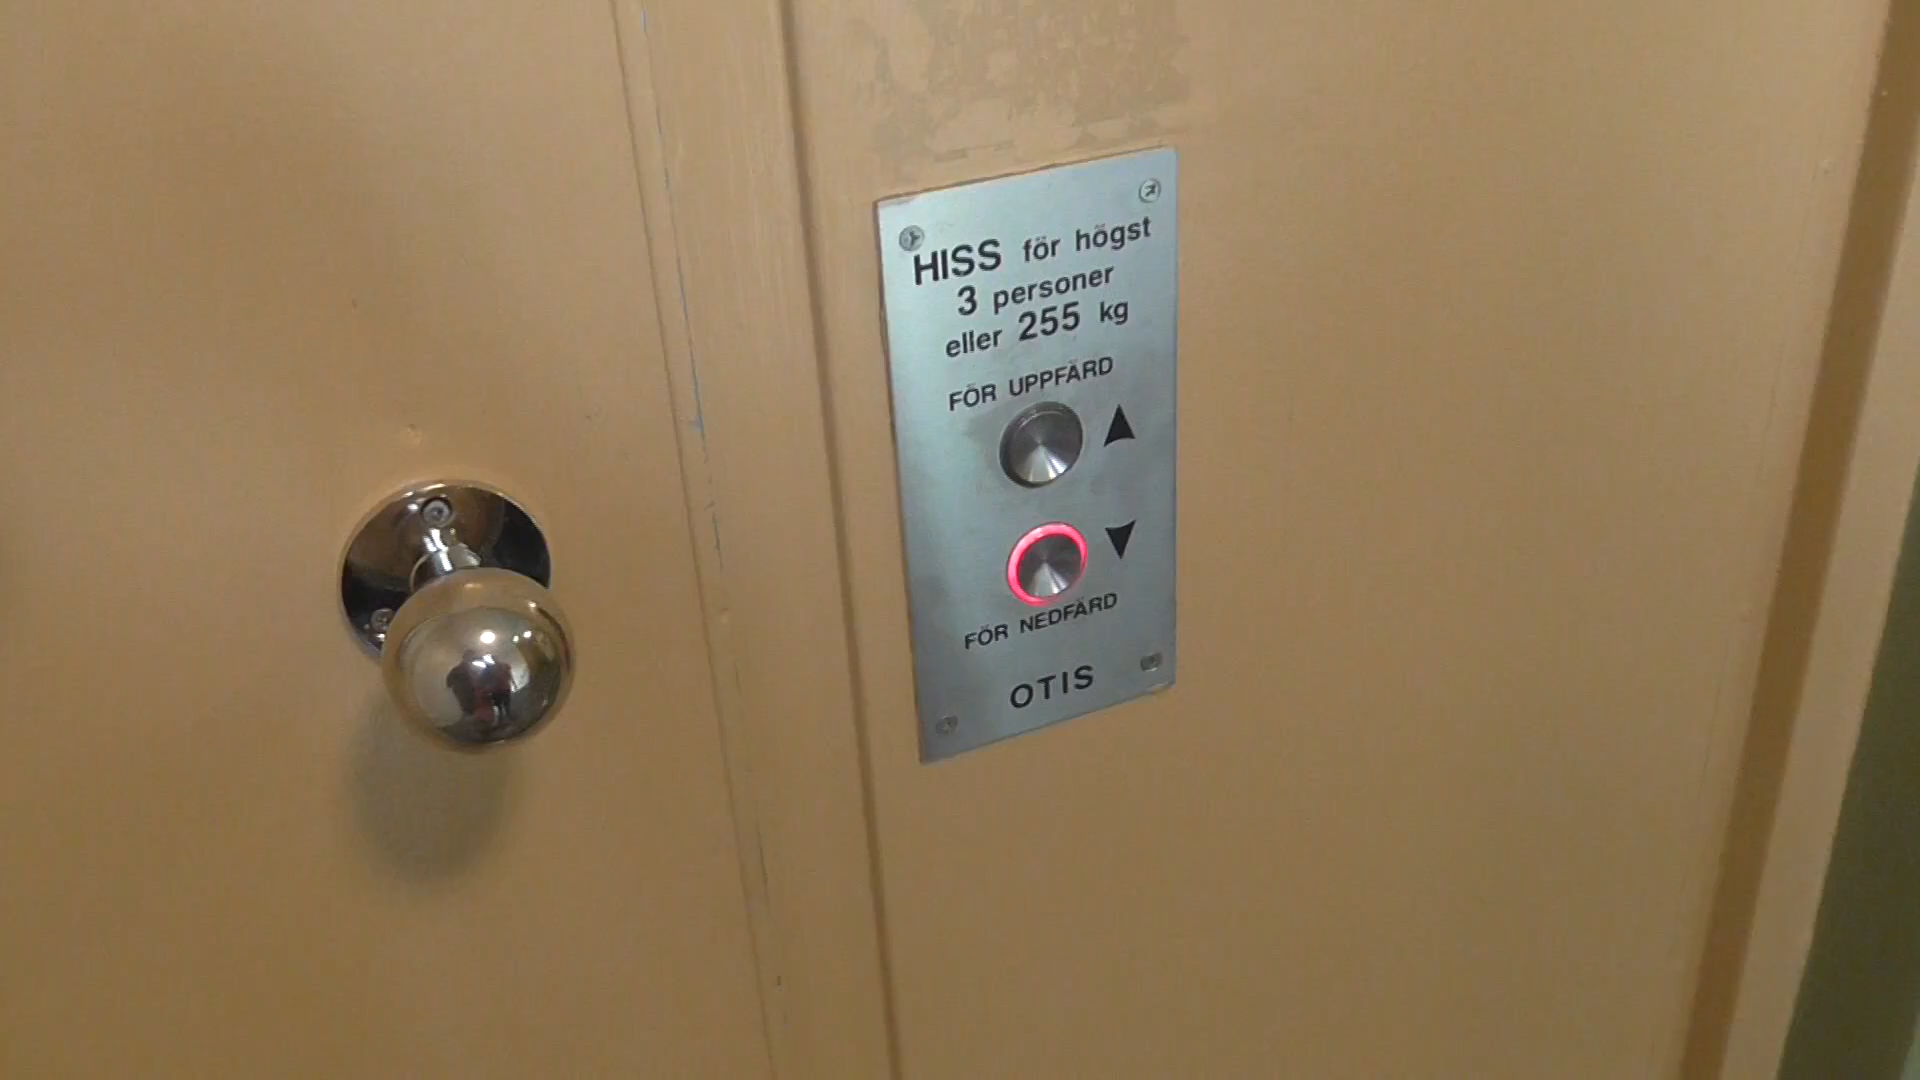 HISS för högst
3 personer
eller 255 kg
FÖR UPPFÄRD
FÖR NEDFÄRD
OTIS